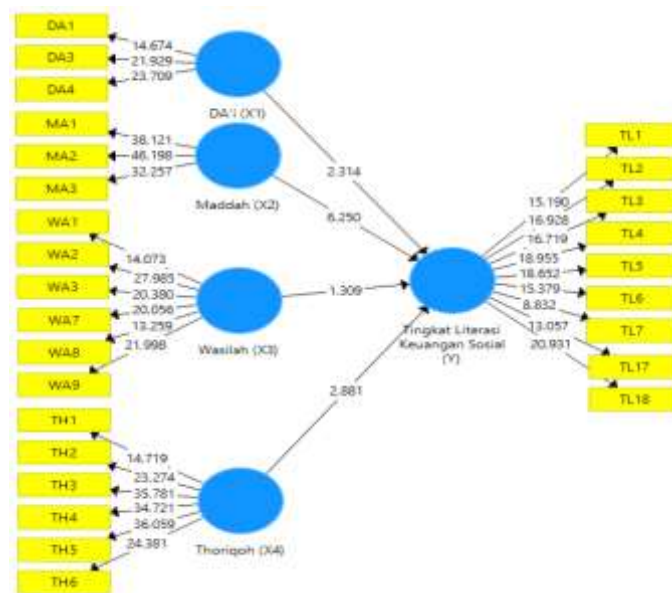 DA1
DA3
DA4
14.674
21.929
23.709
DA'I (X1)
MA1
MA2
MA3
38.121
46.198
32.257
Maddah (X2)
WA1
WA2
WA3
WA7
WA8
WA9
14.073
27.985
20.380
20.056
13.259
21.998
Wasilah (X3)
TH1
TH2
TH3
TH4
TH5
TH6
14.719
23.274
35.781
34.721
36.059
24.381
Thoriqoh (X4)
2.314
6.250
1.309
2.881
Tingkat Literasi
Keuangan Sosial
(Y)
15.190
16.928
16.719
18.955
18.652
15.379
8.832
13.057
20.931
TL1
TL2
TL3
TL4
TL5
TL6
TL7
TL17
TL18